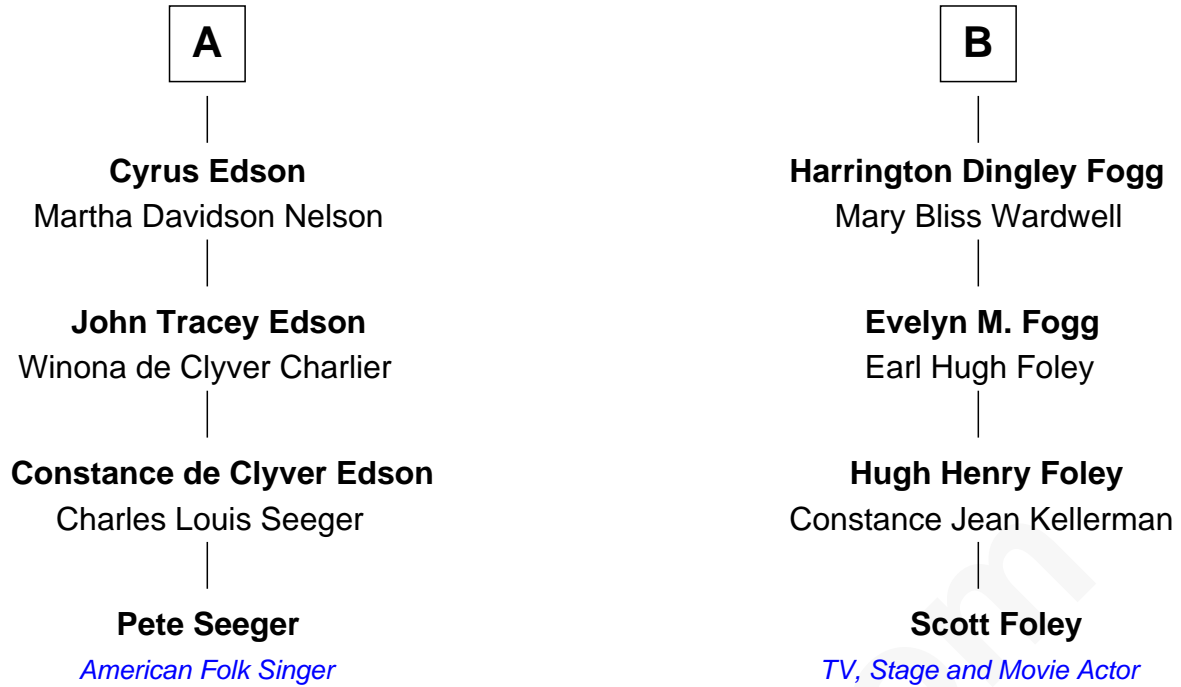 A
Cyrus Edson
Martha Davidson Nelson
John Tracey Edson
Winona de Clyver Charlier
Constance de Clyver Edson
Charles Louis Seeger
Pete Seeger
American Folk Singer
B
Harrington Dingley Fogg
Mary Bliss Wardwell
Evelyn M. Fogg
Earl Hugh Foley
Hugh Henry Foley
Constance Jean Kellerman
Scott Foley
TV, Stage and Movie Actor